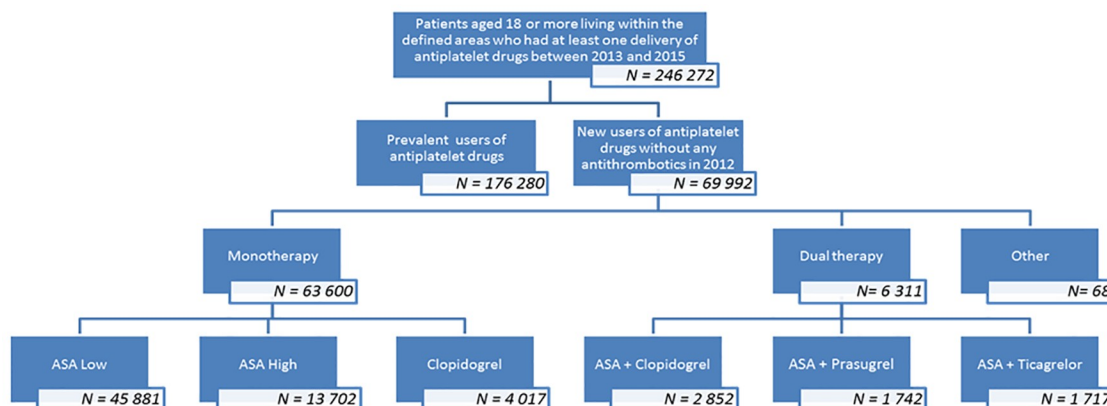 Patients aged 18 or more living within the
defined areas who had at least one delivery of
antiplatelet drugs between 2013 and 2015
N = 246 272
Prevalent users of
antiplatelet drugs
N = 176 280
New users of antiplatelet
drugs without any
antithrombotics in 2012
N = 69 992
Monotherapy
N = 63 600
Dual therapy
N= 6 311
Other
N= 68
ASA Low
N = 45 881
ASA High
N = 13 702
Clopidogrel
N = 4 017
ASA + Clopidogrel
N = 2 852
ASA + Prasugrel
N = 1 742
ASA + Ticagrelor
N = 1 717